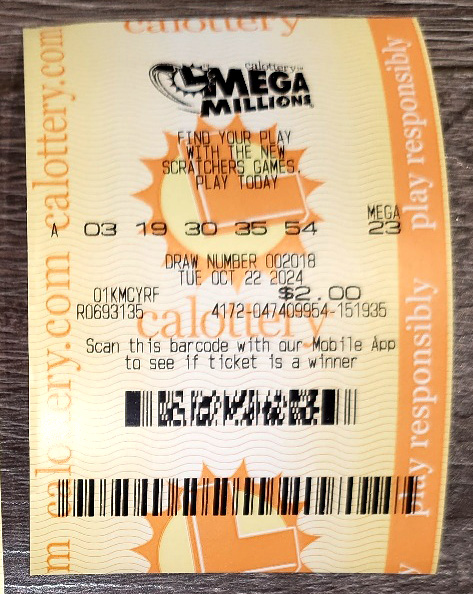 calottery
calottery
MEGA
MILLIONS
FIND YOUR PLAY
WITH THE NEW
SCRATCHERS GAMES.
PLAY TODAY
MEGA
A 03 19 30 35 54 23
DRAW NUMBER 002018
TUE OCT 22 2024
01KMCYRF $2.00
R0693135 4172-047409954-151935
calottery
Scan this barcode with our Mobile App
to see if ticket is a winner
calottery.com
calottery.com
play responsibly
play responsibly